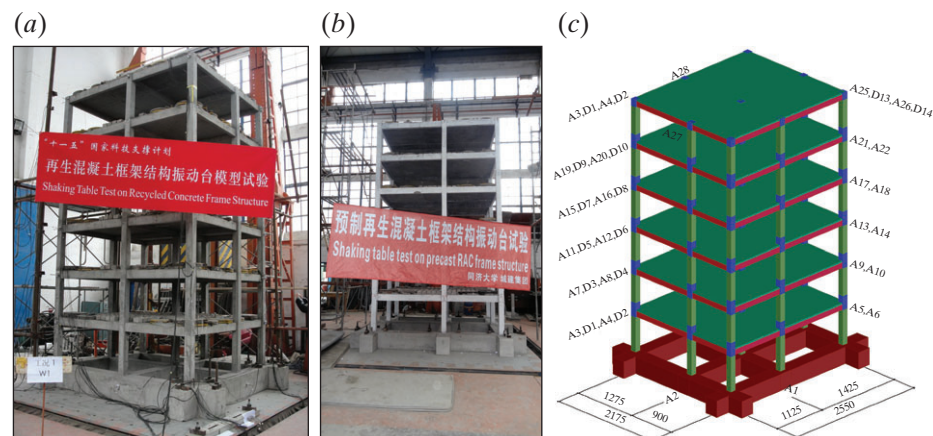 (a)
"十一五"国家科技支撑计划
再生混凝土框架结构振动台模型试验
Shaking Table Test on Recycled Concrete Frame Structure
W1
(b)
预制再生混凝土框架结构振动台试验
Shaking table test on precast RAC frame structure
同济大学 城建集团
(c)
A28
A3,D1,A4,D2
A25,D13,A26,D14
A27
A19,D9,A20,D10
A21,A22
A15,D7,A16,D8
A17,A18
A11,D5,A12,D6
A13,A14
A7,D3,A8,D4
A9,A10
A3,D1,A4,D2
A5,A6
1275
A2
A1
1425
2175
900
1125
2550